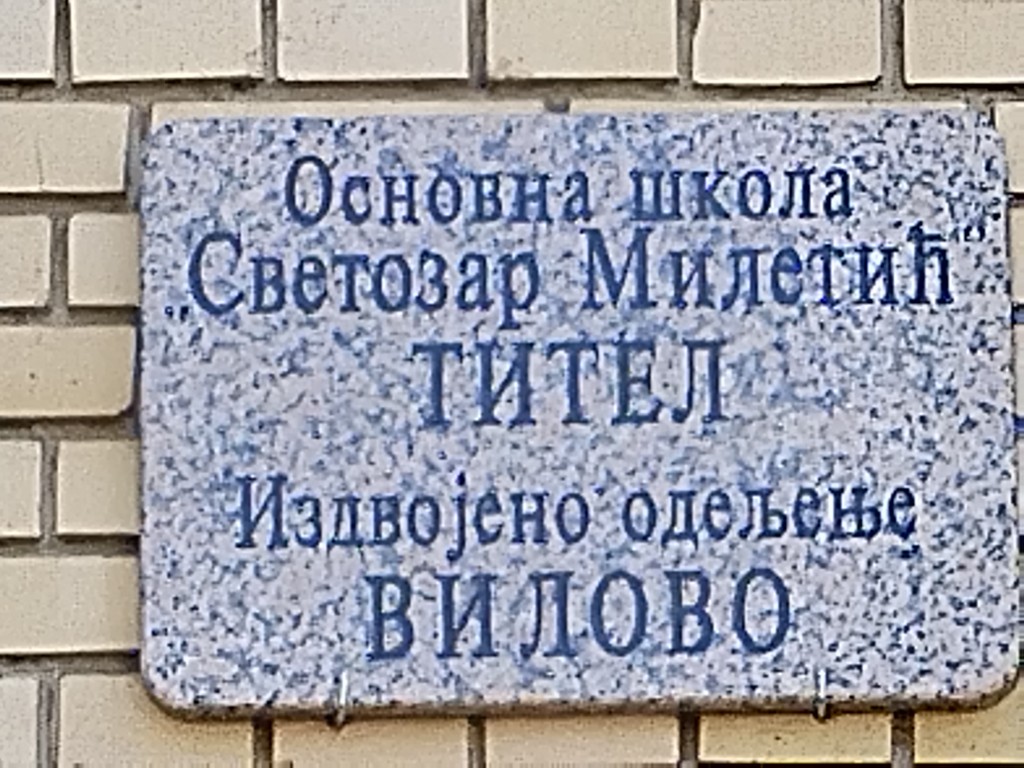 Основна школа
„Светозар Милетић“
ТИТЕЛ
Издвојено одељење
ВИЛОВО